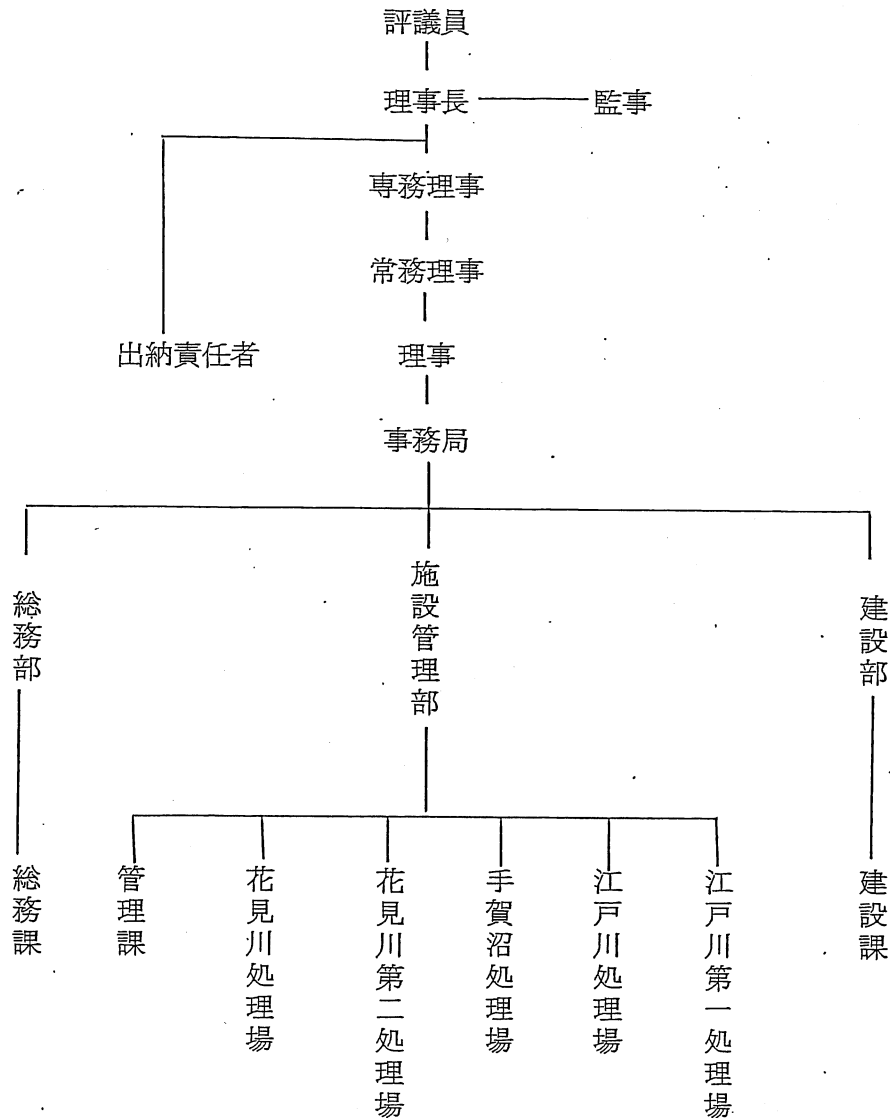 評議員
理事長
監事
専務理事
常務理事
出納責任者
理事
事務局
総務部
施設管理部
建設部
総務課
管理課
花見川処理場
花見川第二処理場
手賀沼処理場
江戸川処理場
江戸川第一処理場
建設課